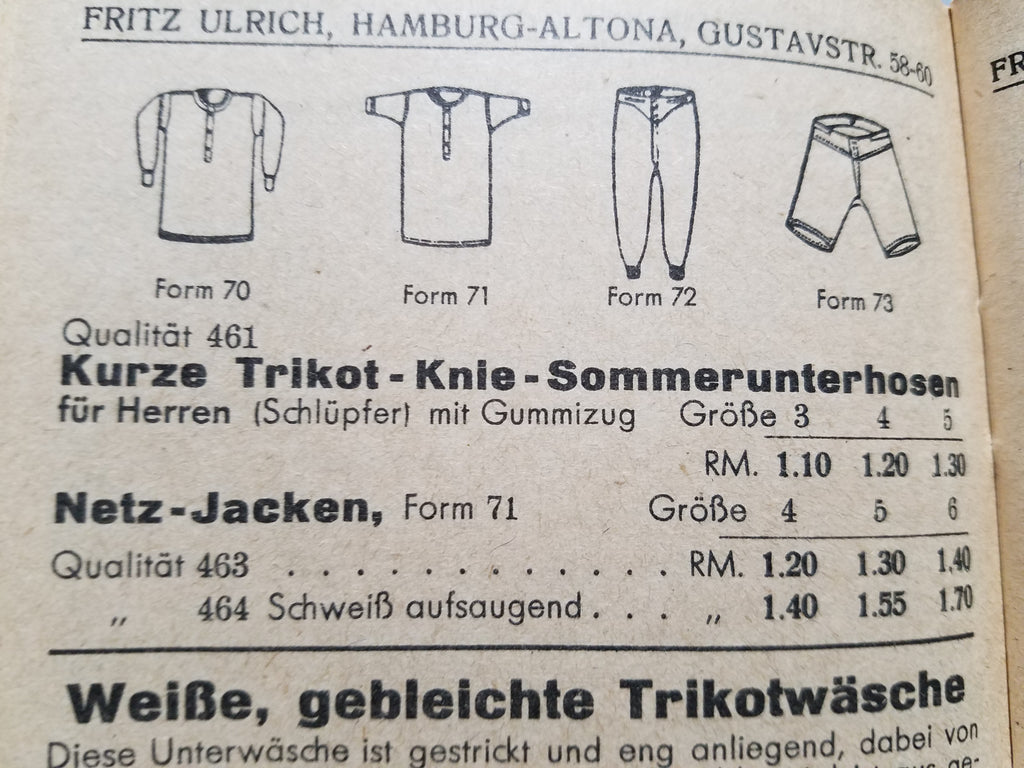 FRITZ ULRICH, HAMBURG-ALTONA, GUSTAVSTR. 58-60
FR
Form 70 Form 71 Form 72 Form 73
Qualität 461
Kurze Trikot-Knie-Sommerunterhosen
für Herren (Schlüpfer) mit Gummizug Größe 3 4 5
RM. 1.10 1.20 1.30
Netz-Jacken, Form 71 Größe 4 5 6
Qualität 463 . . . . . . . . . . . . . RM. 1.20 1.30 1.40
„ 464 Schweiß aufsaugend . . . „ 1.40 1.55 1.70
Weiße, gebleichte Trikotwäsche
Diese Unterwäsche ist gestrickt und eng anliegend, dabei von